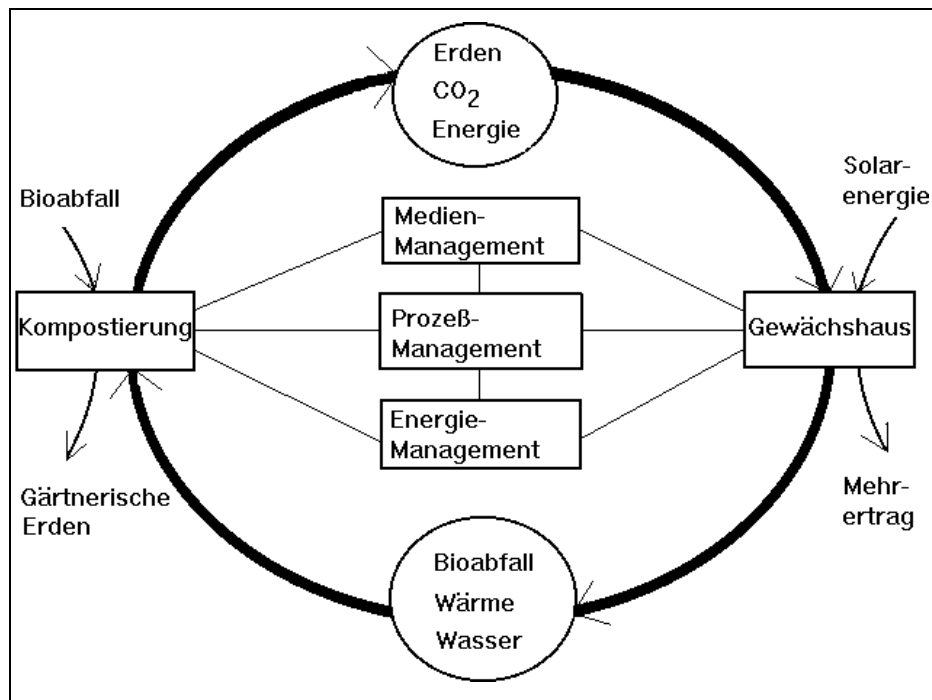 Erden
CO₂
Energie
Bioabfall
Solar-
energie
Medien-
Management
Kompostierung
Prozeß-
Management
Gewächshaus
Energie-
Management
Gärtnerische
Erden
Mehr-
ertrag
Bioabfall
Wärme
Wasser